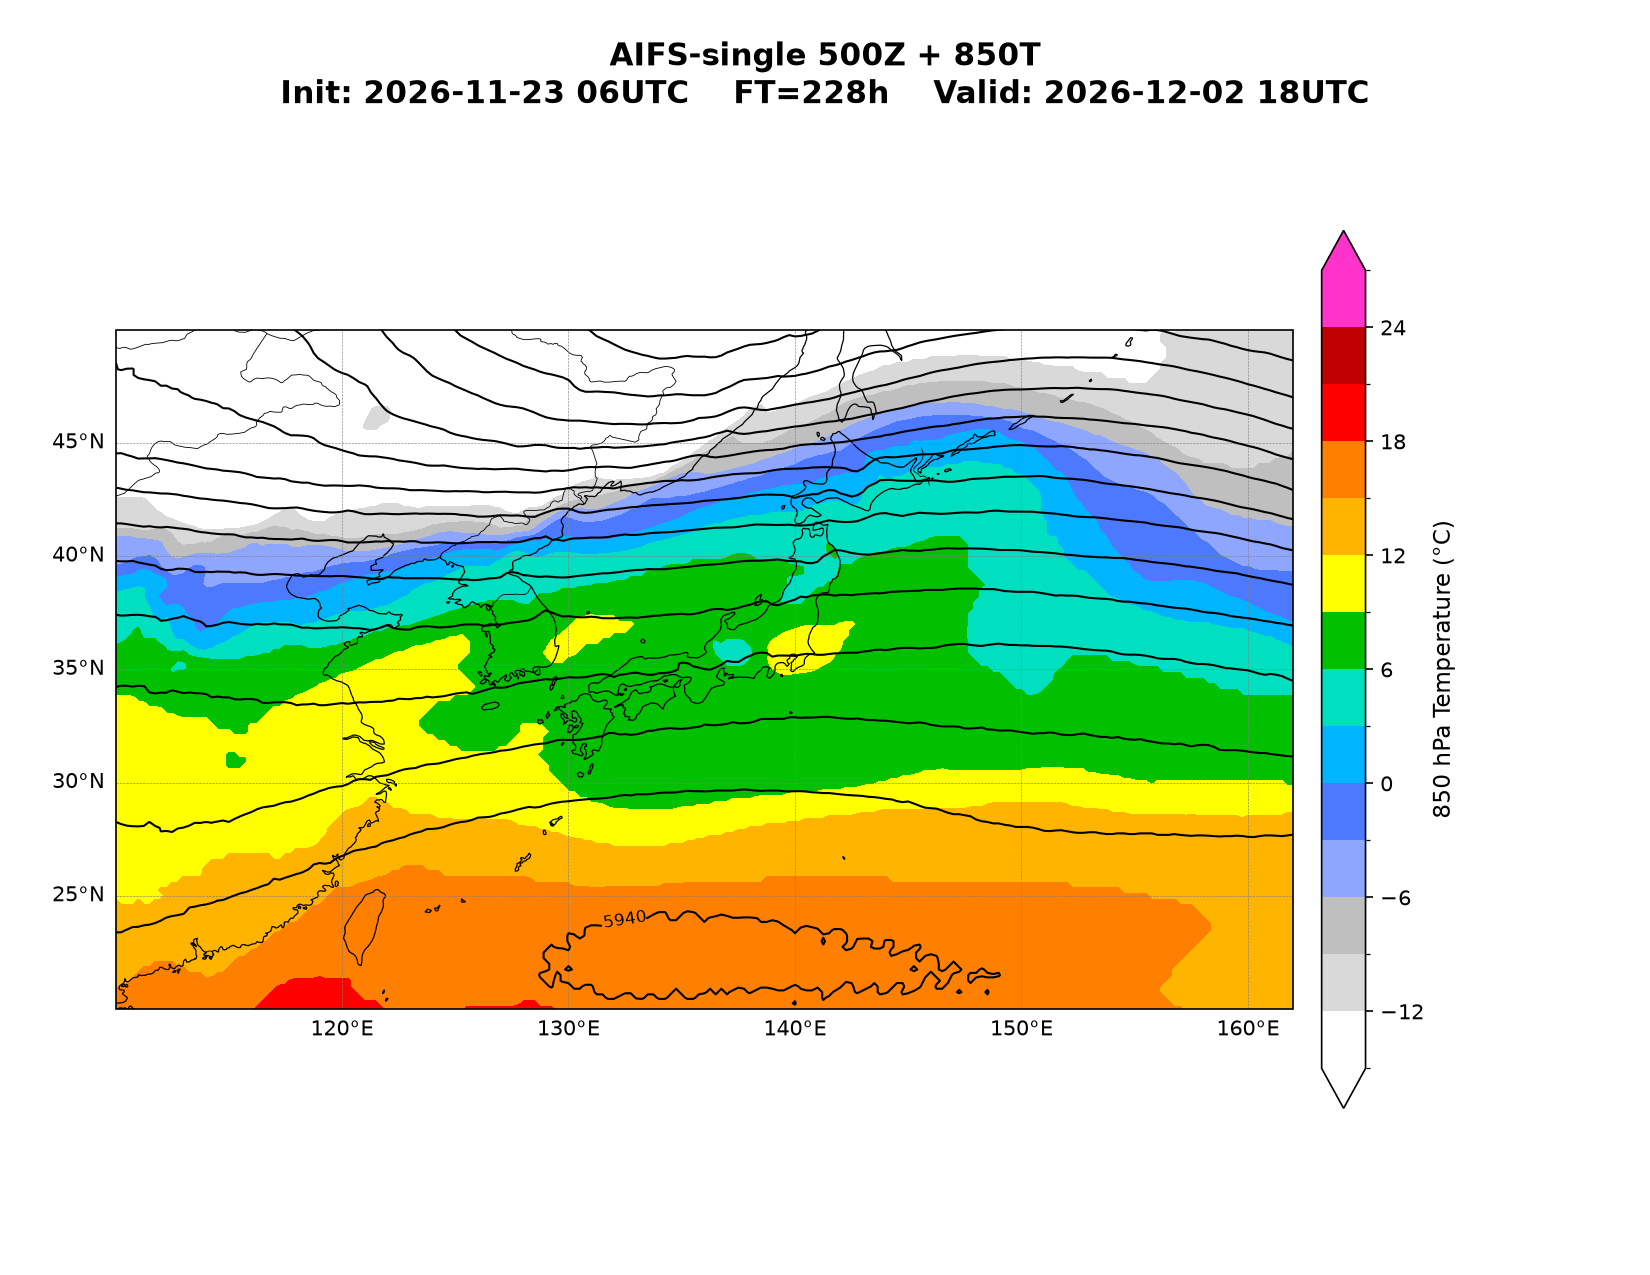 AIFS-single 500Z + 850T
Init: 2026-11-23 06UTC    FT=228h    Valid: 2026-12-02 18UTC
45°N
40°N
35°N
30°N
25°N
5940
120°E
130°E
140°E
150°E
160°E
24
18
12
6
0
−6
−12
850 hPa Temperature (°C)